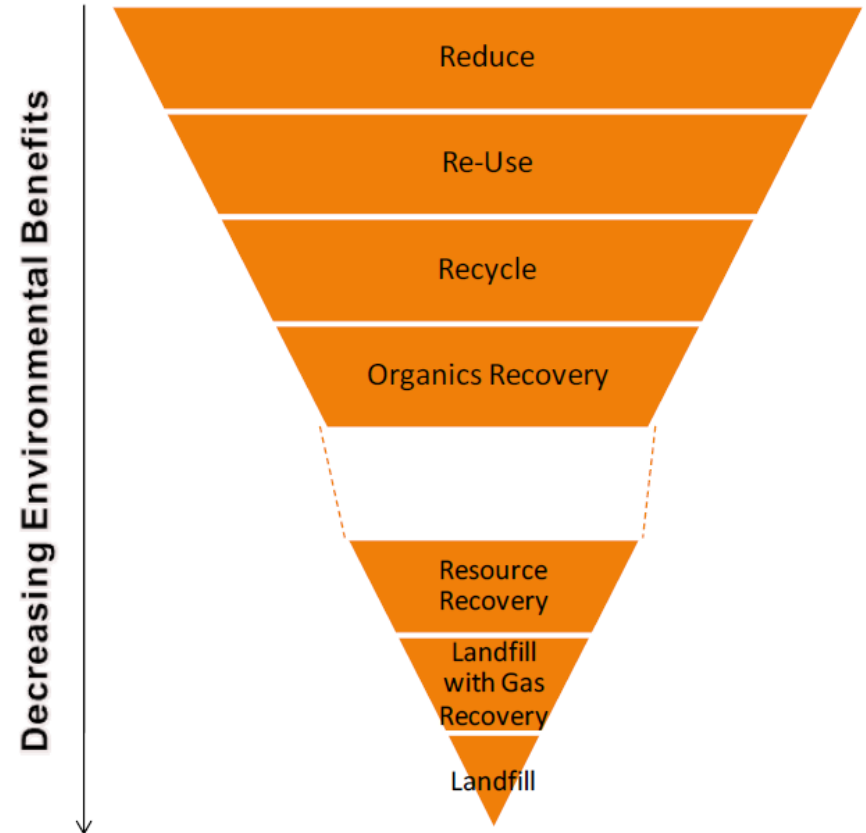 Decreasing Environmental Benefits
Reduce
Re-Use
Recycle
Organics Recovery
Resource
Recovery
Landfill
with Gas
Recovery
Landfill